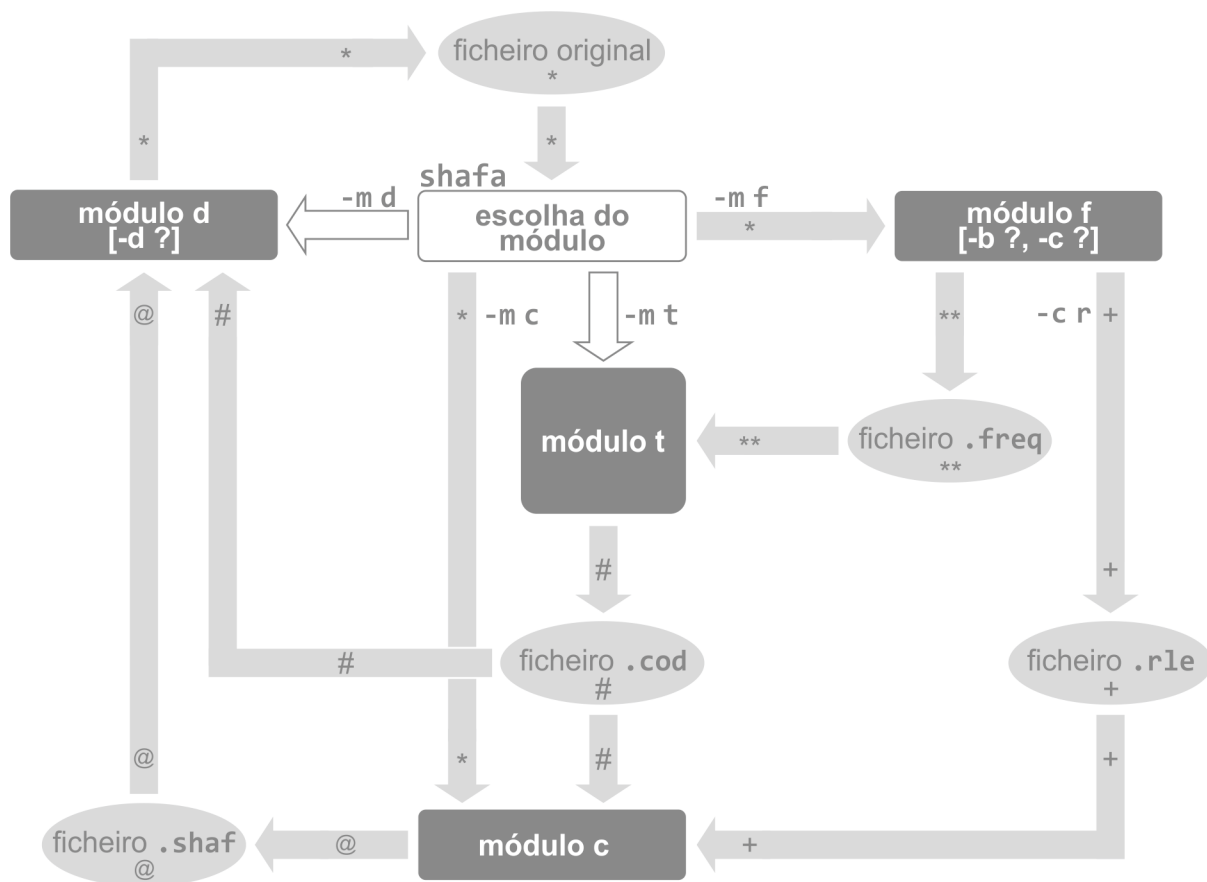 ficheiro original
*
*
*
*
shafa
-m d
-m f
módulo d
[-d ?]
escolha do
módulo
*
módulo f
[-b ?, -c ?]
@
#
*
-m c
-m t
**
-c r
+
módulo t
**
ficheiro .freq
**
#
+
#
ficheiro .cod
#
ficheiro .rle
+
@
*
#
+
ficheiro .shaf
@
@
módulo c
+